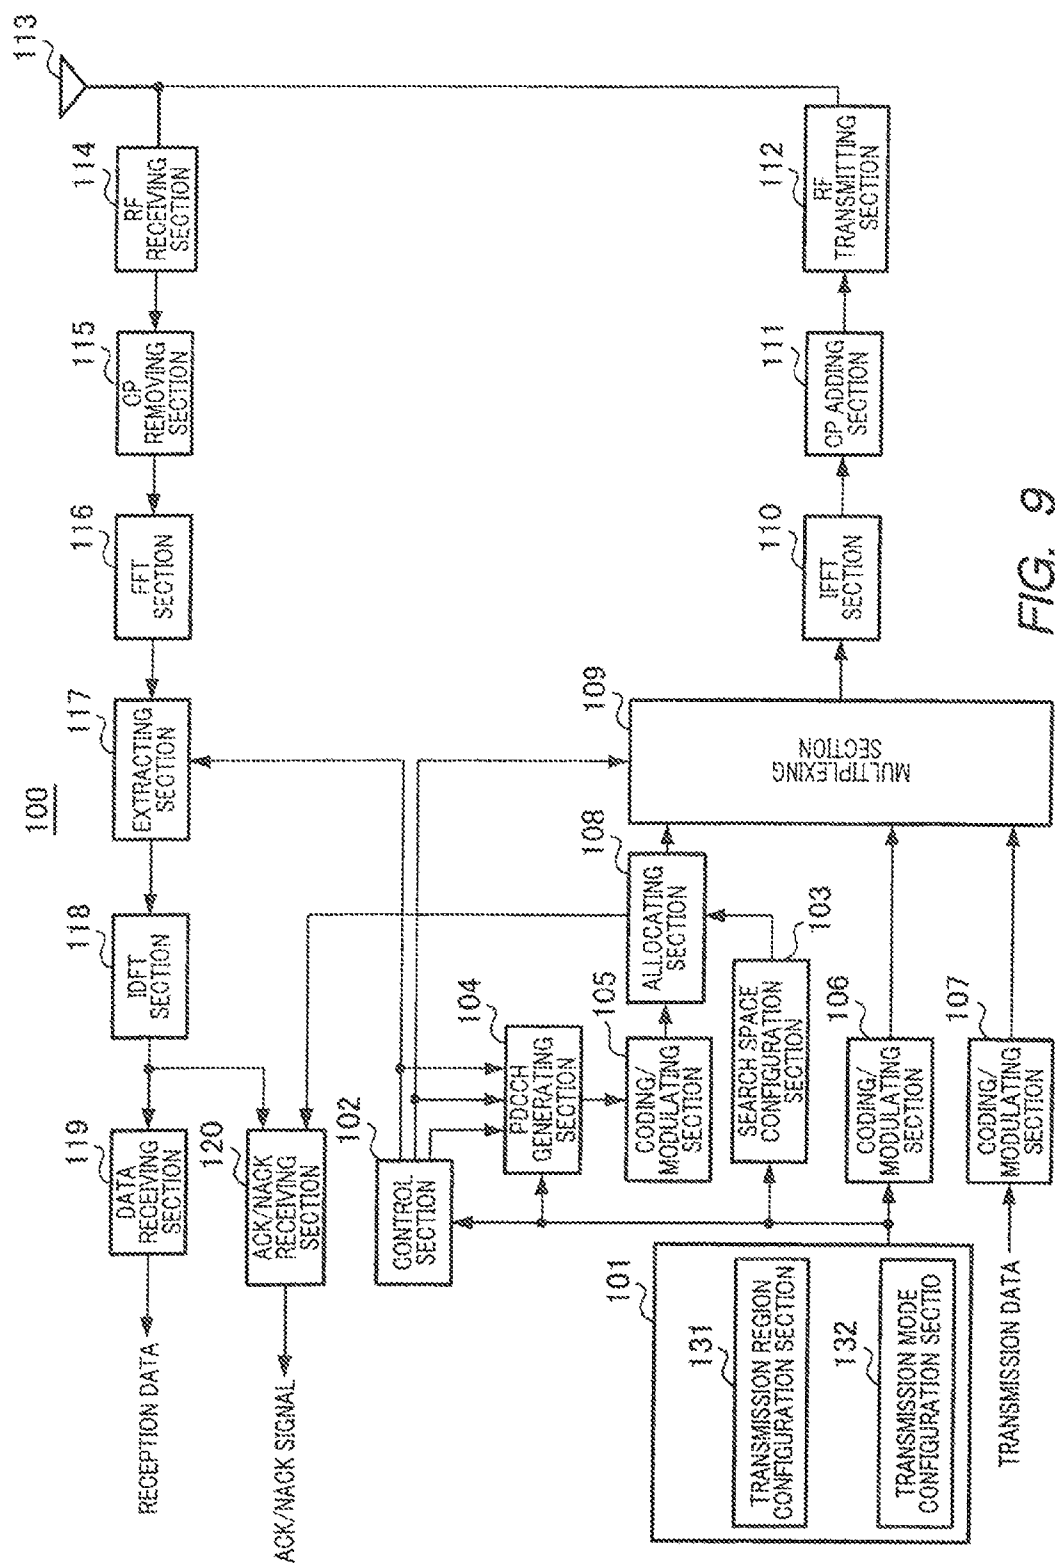 100
RECEPTION DATA
119
DATA
RECEIVING
SECTION
118
IDFT
SECTION
117
EXTRACTING
SECTION
116
FFT
SECTION
115
CP
REMOVING
SECTION
114
RF
RECEIVING
SECTION
113
ACK/NACK SIGNAL
120
ACK/NACK
RECEIVING
SECTION
102
CONTROL
SECTION
104
PDCCH
GENERATING
SECTION
105
CODING/
MODULATING
SECTION
108
ALLOCATING
SECTION
109
MULTIPLEXING
SECTION
110
IFFT
SECTION
111
CP ADDING
SECTION
112
RF
TRANSMITTING
SECTION
103
SEARCH SPACE
CONFIGURATION
SECTION
101
131
TRANSMISSION REGION
CONFIGURATION SECTION
132
TRANSMISSION MODE
CONFIGURATION SECTIO
106
CODING/
MODULATING
SECTION
107
CODING/
MODULATING
SECTION
TRANSMISSION DATA
FIG. 9